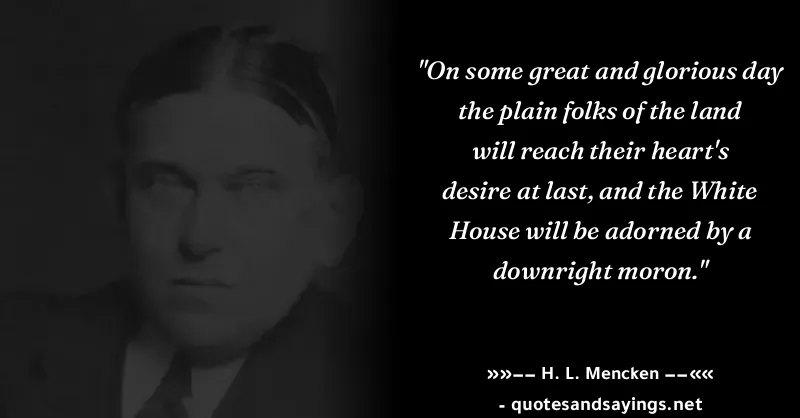 "On some great and glorious day
the plain folks of the land
will reach their heart's
desire at last, and the White
House will be adorned by a
downright moron."
»»−− H. L. Mencken −−««
- quotesandsayings.net